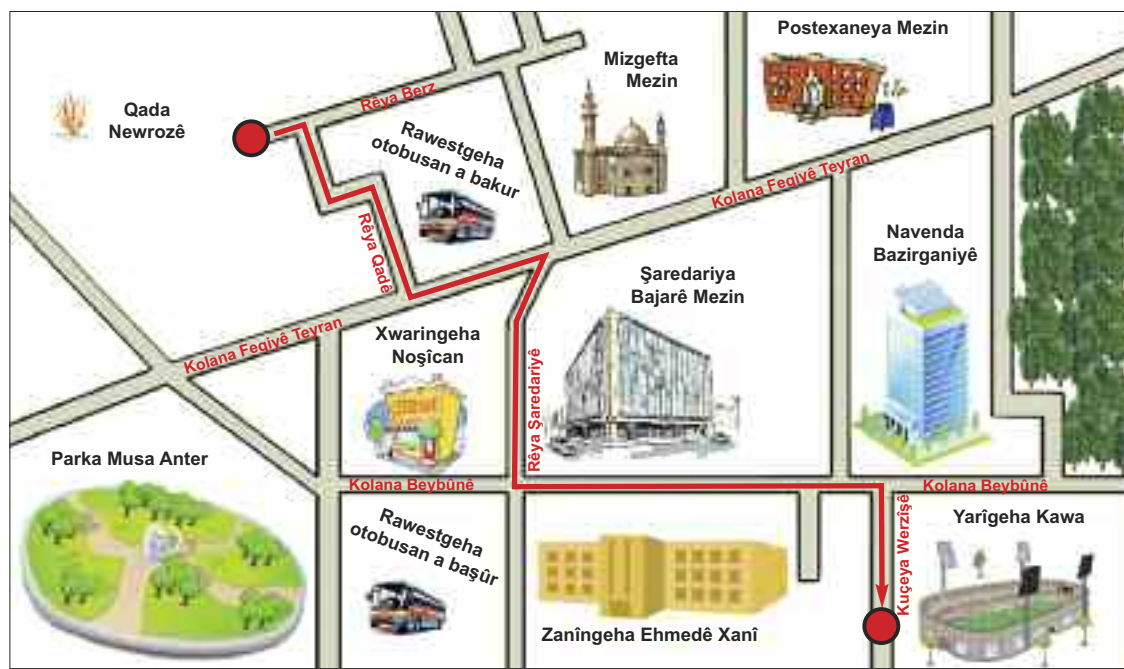 Postexaneya Mezin
Mizgefta
Mezin
Qada
Newrozê
Rêya Berz
Rawestgeha
otobusan a bakur
Kolana Feqiyê Teyran
Rêya Qadê
Navenda
Bazirganiyê
Şaredariya
Bajarê Mezin
Kolana Feqiyê Teyran
Xwaringeha
Noşîcan
Rêya Şaredariyê
Parka Musa Anter
Kolana Beybûnê
Kolana Beybûnê
Rawestgeha
otobusan a başûr
Kuçeya Werzîşê
Yarîgeha Kawa
Zanîngeha Ehmedê Xanî